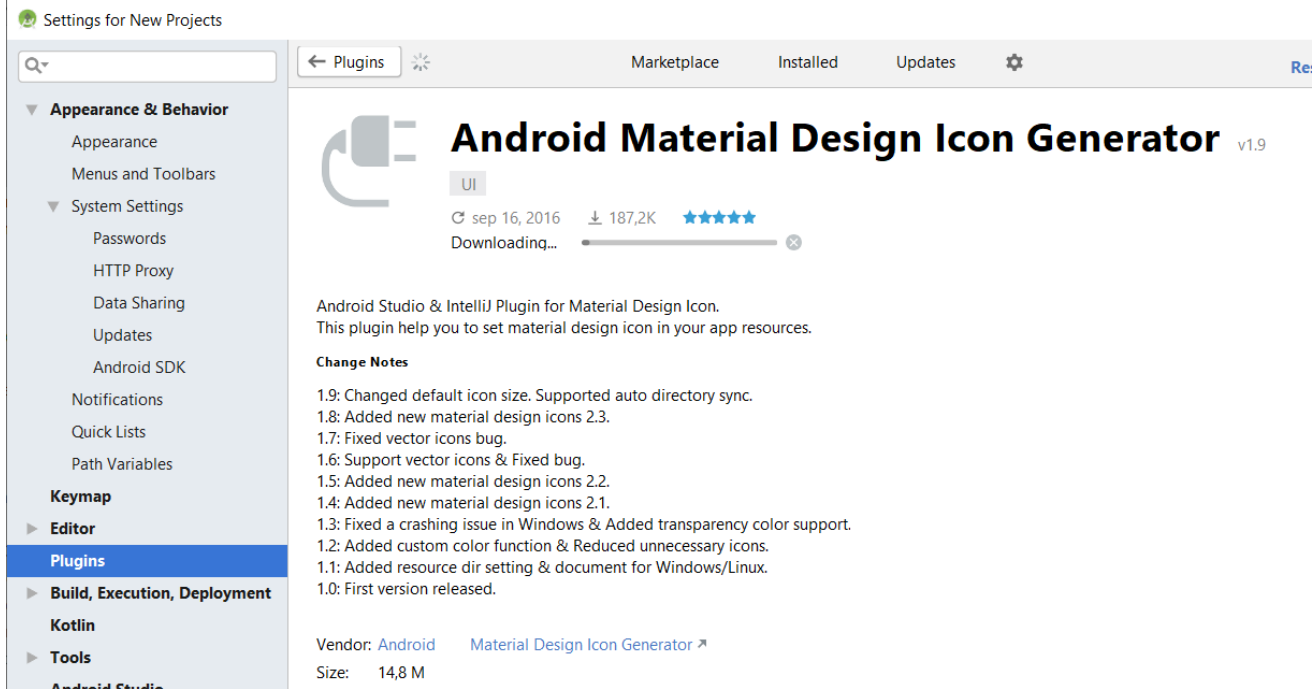 Settings for New Projects
Plugins
Marketplace
Installed
Updates
Res
Appearance & Behavior
Appearance
Menus and Toolbars
System Settings
Passwords
HTTP Proxy
Data Sharing
Updates
Android SDK
Notifications
Quick Lists
Path Variables
Keymap
Editor
Plugins
Build, Execution, Deployment
Kotlin
Tools
Android Studio
Android Material Design Icon Generator v1.9
UI
sep 16, 2016 187,2K
Downloading...
Android Studio & IntelliJ Plugin for Material Design Icon.
This plugin help you to set material design icon in your app resources.
Change Notes
1.9: Changed default icon size. Supported auto directory sync.
1.8: Added new material design icons 2.3.
1.7: Fixed vector icons bug.
1.6: Support vector icons & Fixed bug.
1.5: Added new material design icons 2.2.
1.4: Added new material design icons 2.1.
1.3: Fixed a crashing issue in Windows & Added transparency color support.
1.2: Added custom color function & Reduced unnecessary icons.
1.1: Added resource dir setting & document for Windows/Linux.
1.0: First version released.
Vendor: Android Material Design Icon Generator
Size: 14,8 M